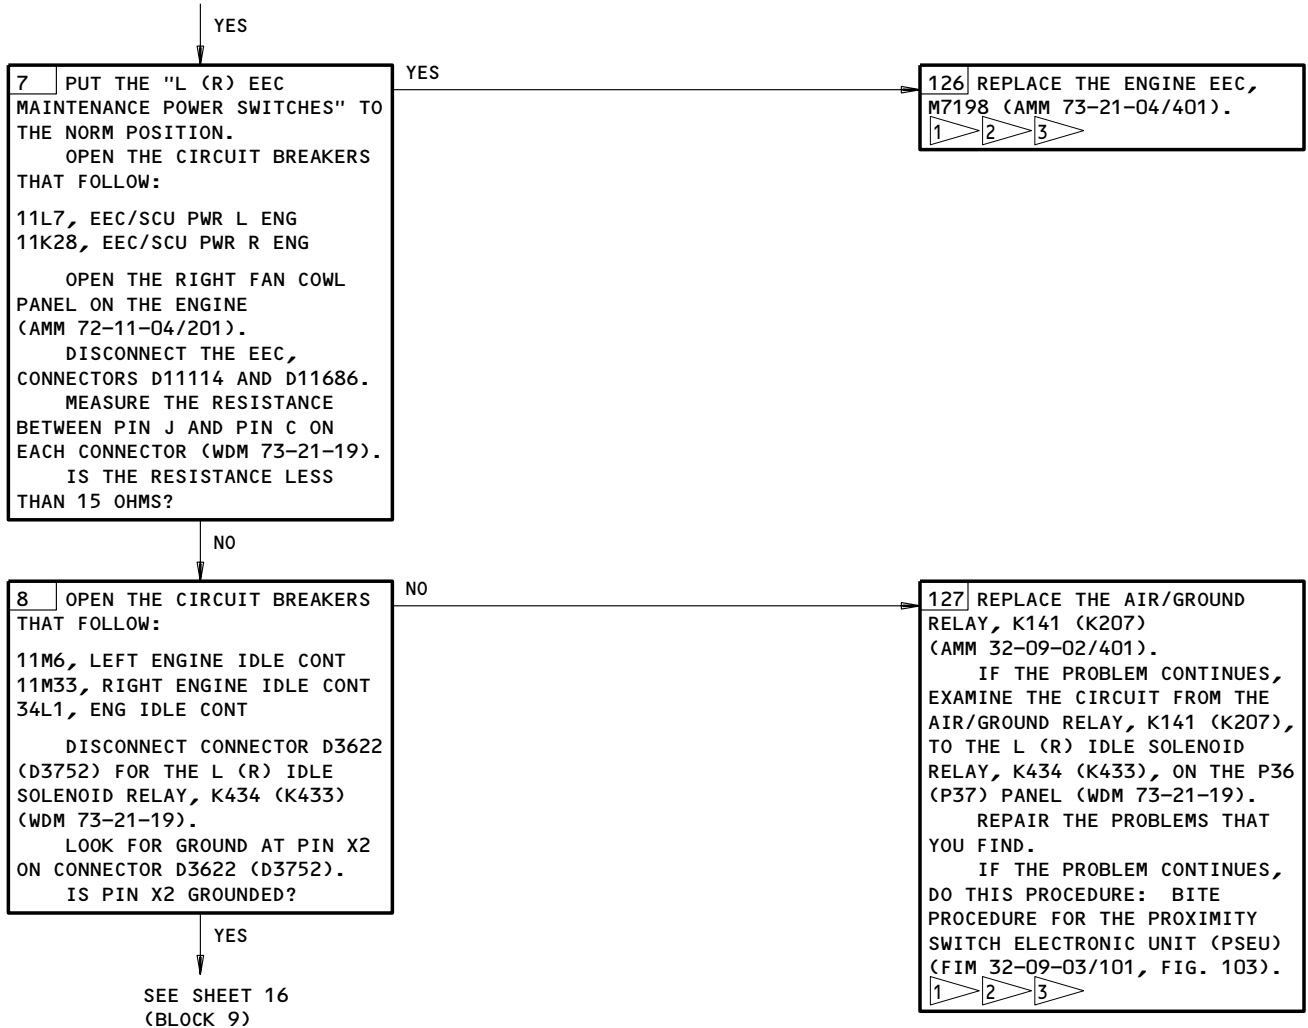 YES
7 PUT THE "L (R) EEC
MAINTENANCE POWER SWITCHES" TO
THE NORM POSITION.
OPEN THE CIRCUIT BREAKERS
THAT FOLLOW:
11L7, EEC/SCU PWR L ENG
11K28, EEC/SCU PWR R ENG
OPEN THE RIGHT FAN COWL
PANEL ON THE ENGINE
(AMM 72-11-04/201).
DISCONNECT THE EEC,
CONNECTORS D11114 AND D11686.
MEASURE THE RESISTANCE
BETWEEN PIN J AND PIN C ON
EACH CONNECTOR (WDM 73-21-19).
IS THE RESISTANCE LESS
THAN 15 OHMS?
YES
126 REPLACE THE ENGINE EEC,
M7198 (AMM 73-21-04/401).
1 2 3
NO
8 OPEN THE CIRCUIT BREAKERS
THAT FOLLOW:
11M6, LEFT ENGINE IDLE CONT
11M33, RIGHT ENGINE IDLE CONT
34L1, ENG IDLE CONT
DISCONNECT CONNECTOR D3622
(D3752) FOR THE L (R) IDLE
SOLENOID RELAY, K434 (K433)
(WDM 73-21-19).
LOOK FOR GROUND AT PIN X2
ON CONNECTOR D3622 (D3752).
IS PIN X2 GROUNDED?
NO
127 REPLACE THE AIR/GROUND
RELAY, K141 (K207)
(AMM 32-09-02/401).
IF THE PROBLEM CONTINUES,
EXAMINE THE CIRCUIT FROM THE
AIR/GROUND RELAY, K141 (K207),
TO THE L (R) IDLE SOLENOID
RELAY, K434 (K433), ON THE P36
(P37) PANEL (WDM 73-21-19).
REPAIR THE PROBLEMS THAT
YOU FIND.
IF THE PROBLEM CONTINUES,
DO THIS PROCEDURE: BITE
PROCEDURE FOR THE PROXIMITY
SWITCH ELECTRONIC UNIT (PSEU)
(FIM 32-09-03/101, FIG. 103).
1 2 3
YES
SEE SHEET 16
(BLOCK 9)